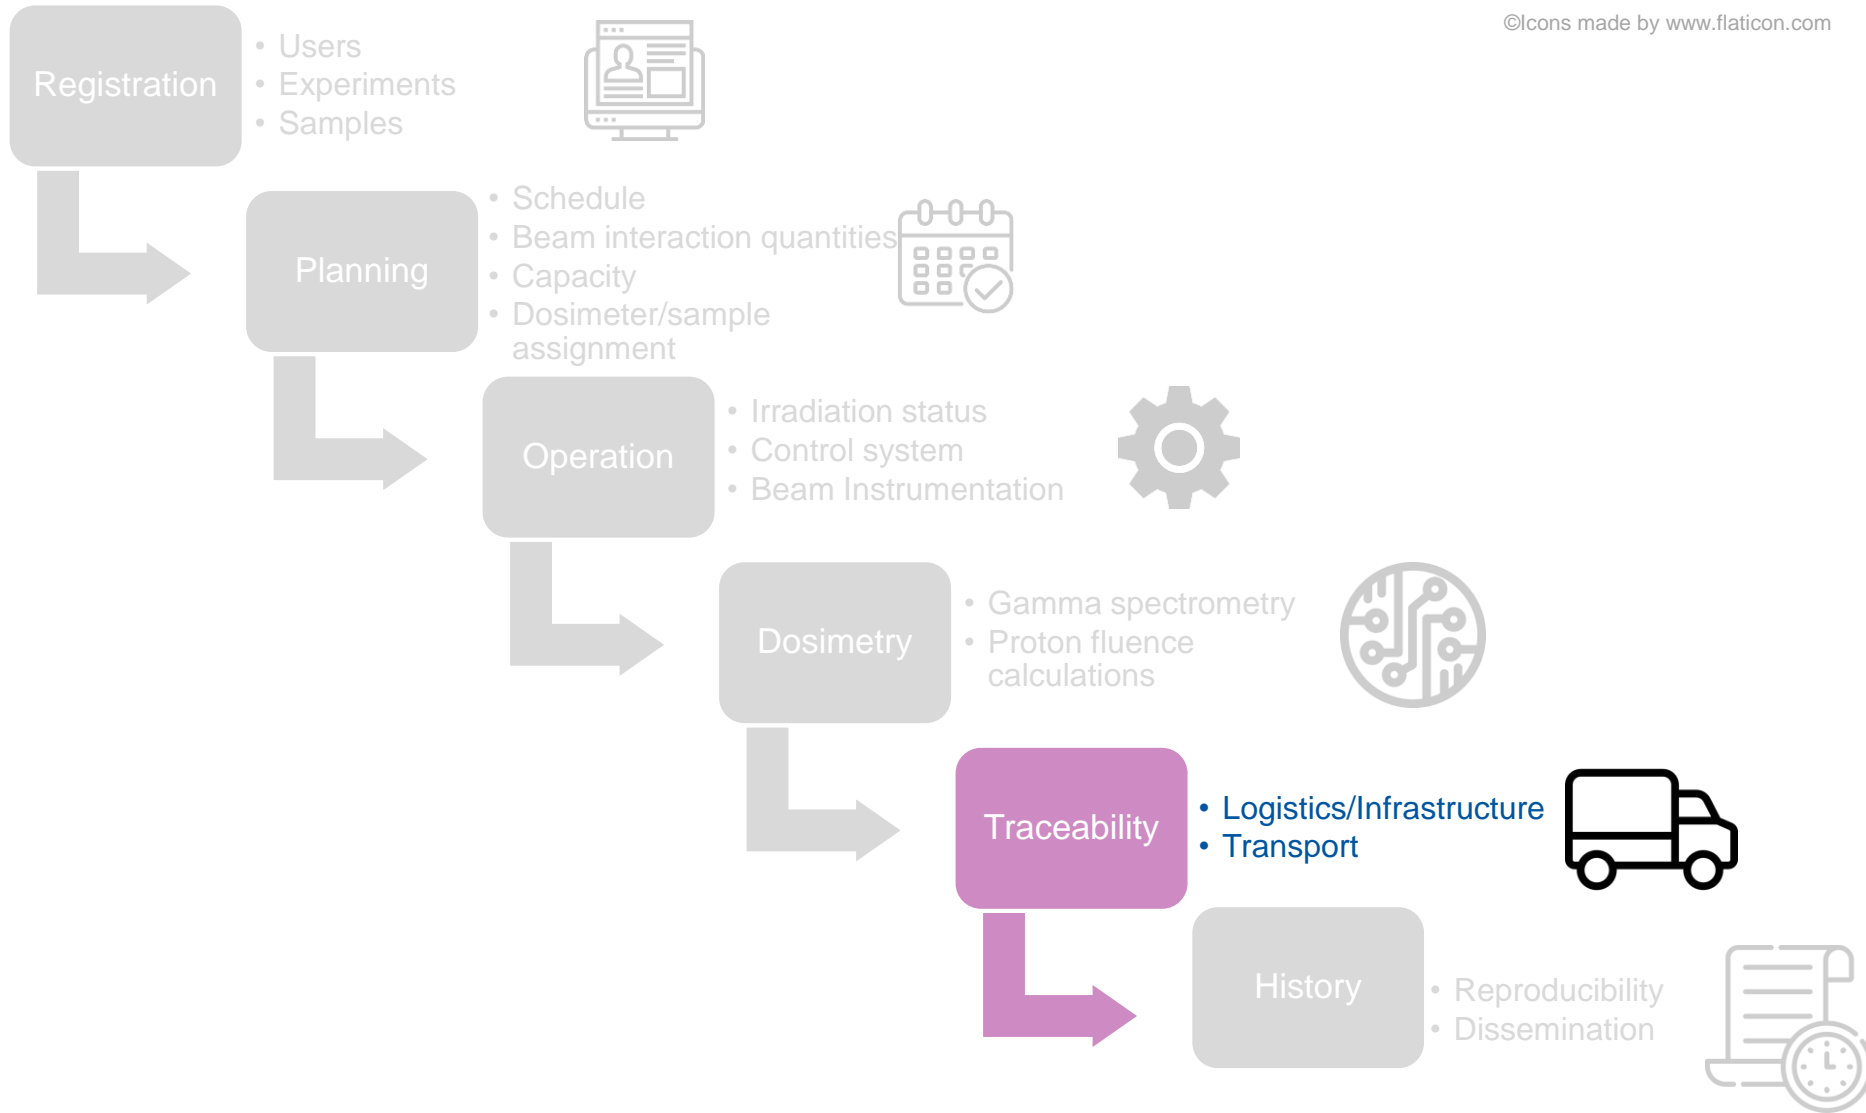 ©Icons made by www.flaticon.com
Registration
• Users
• Experiments
• Samples
Planning
• Schedule
• Beam interaction quantities
• Capacity
• Dosimeter/sample
assignment
Operation
• Irradiation status
• Control system
• Beam Instrumentation
Dosimetry
• Gamma spectrometry
• Proton fluence
calculations
Traceability
• Logistics/Infrastructure
• Transport
History
• Reproducibility
• Dissemination